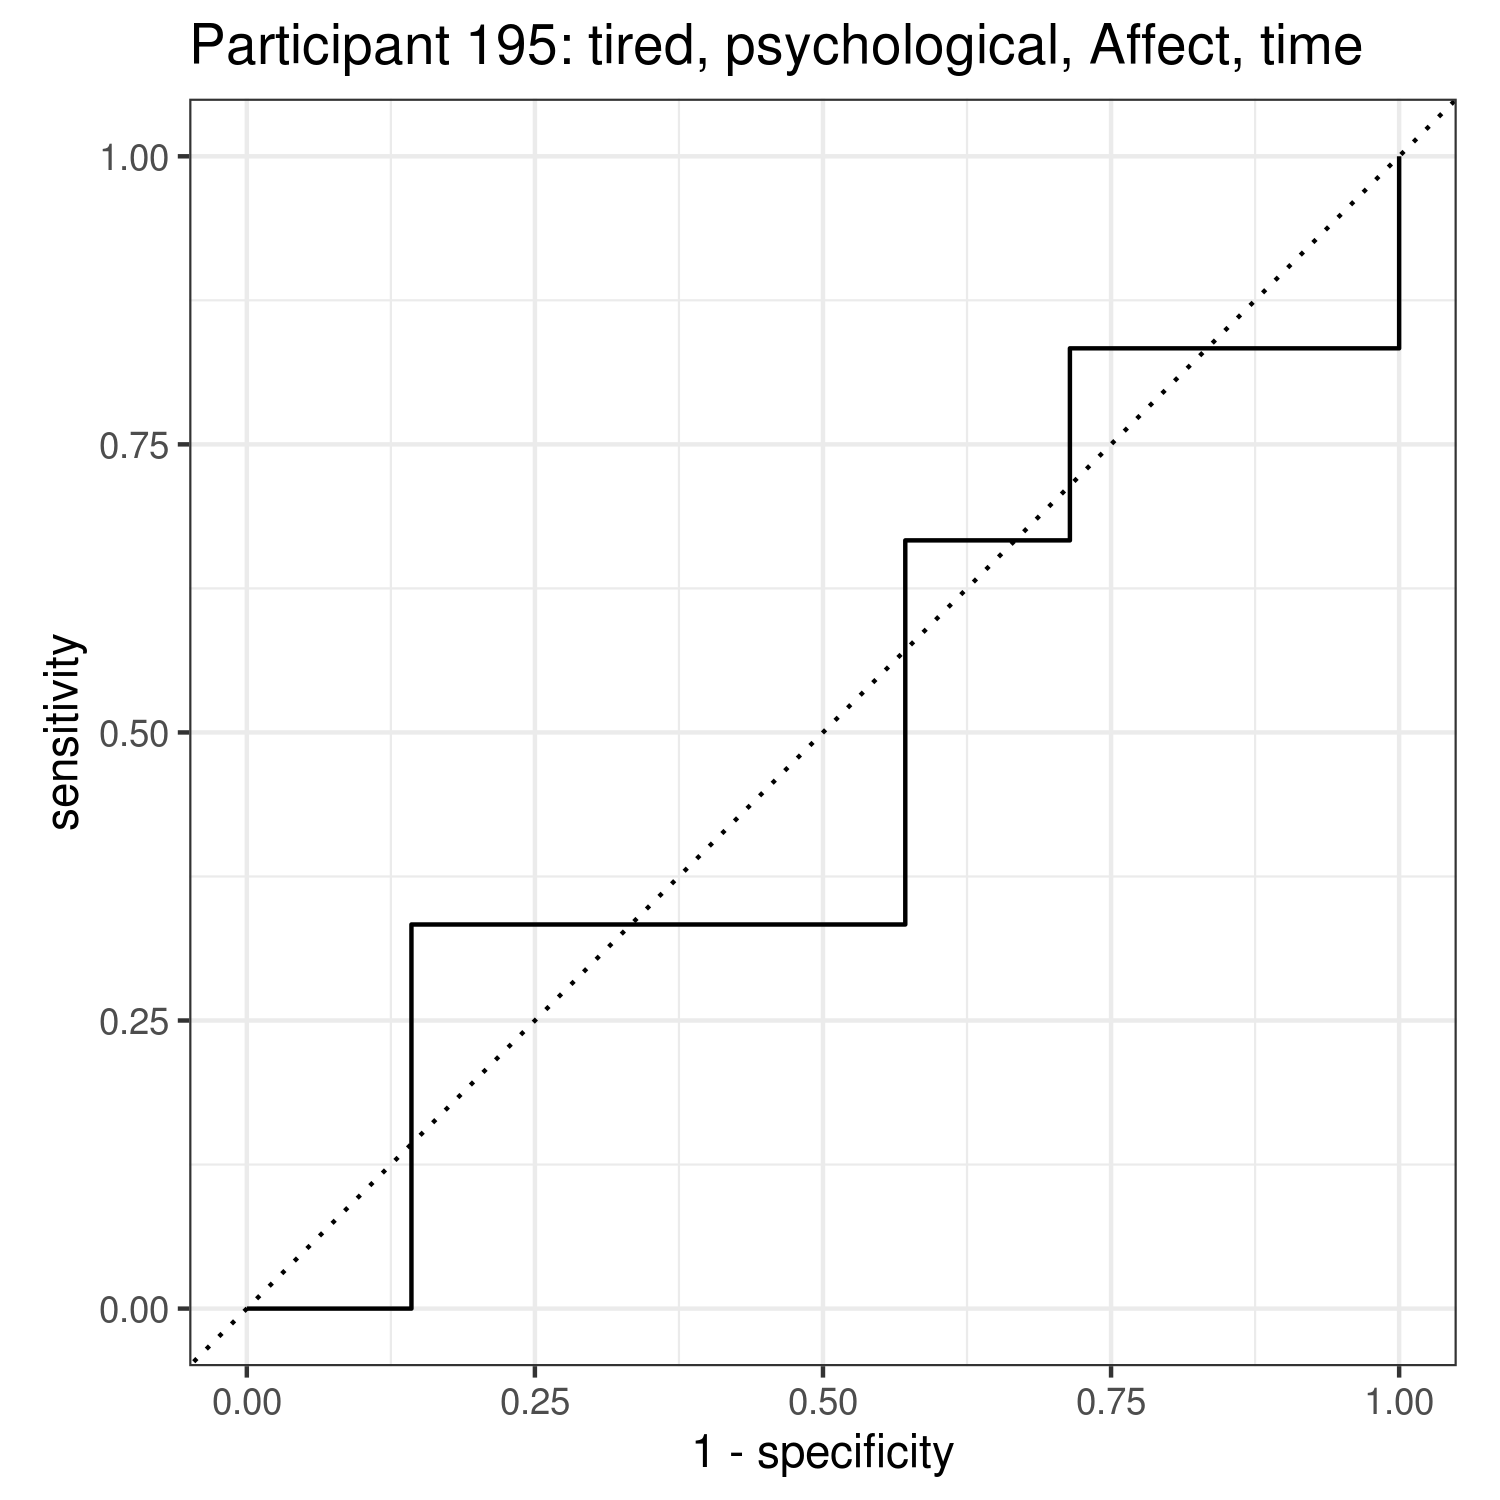 Participant 195: tired, psychological, Affect, time
1.00
0.75
0.50
0.25
0.00
sensitivity
0.00 0.25 0.50 0.75 1.00
1 - specificity